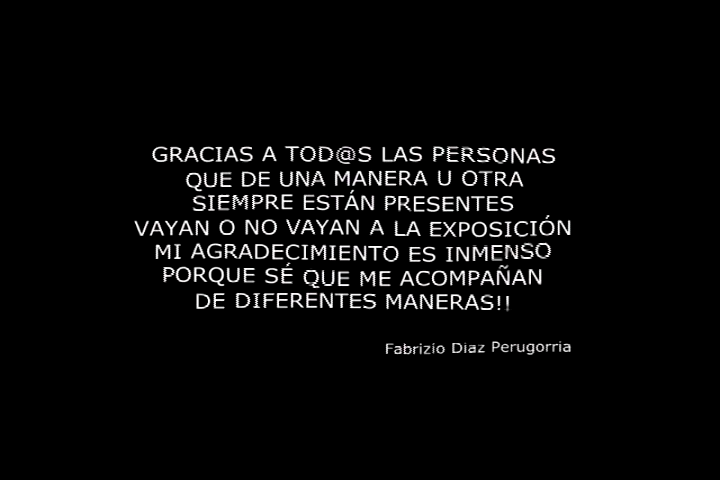 GRACIAS A TOD@S LAS PERSONAS
QUE DE UNA MANERA U OTRA
SIEMPRE ESTÁN PRESENTES
VAYAN O NO VAYAN A LA EXPOSICIÓN
MI AGRADECIMIENTO ES INMENSO
PORQUE SÉ QUE ME ACOMPAÑAN
DE DIFERENTES MANERAS!!
Fabrizio Diaz Perugorria